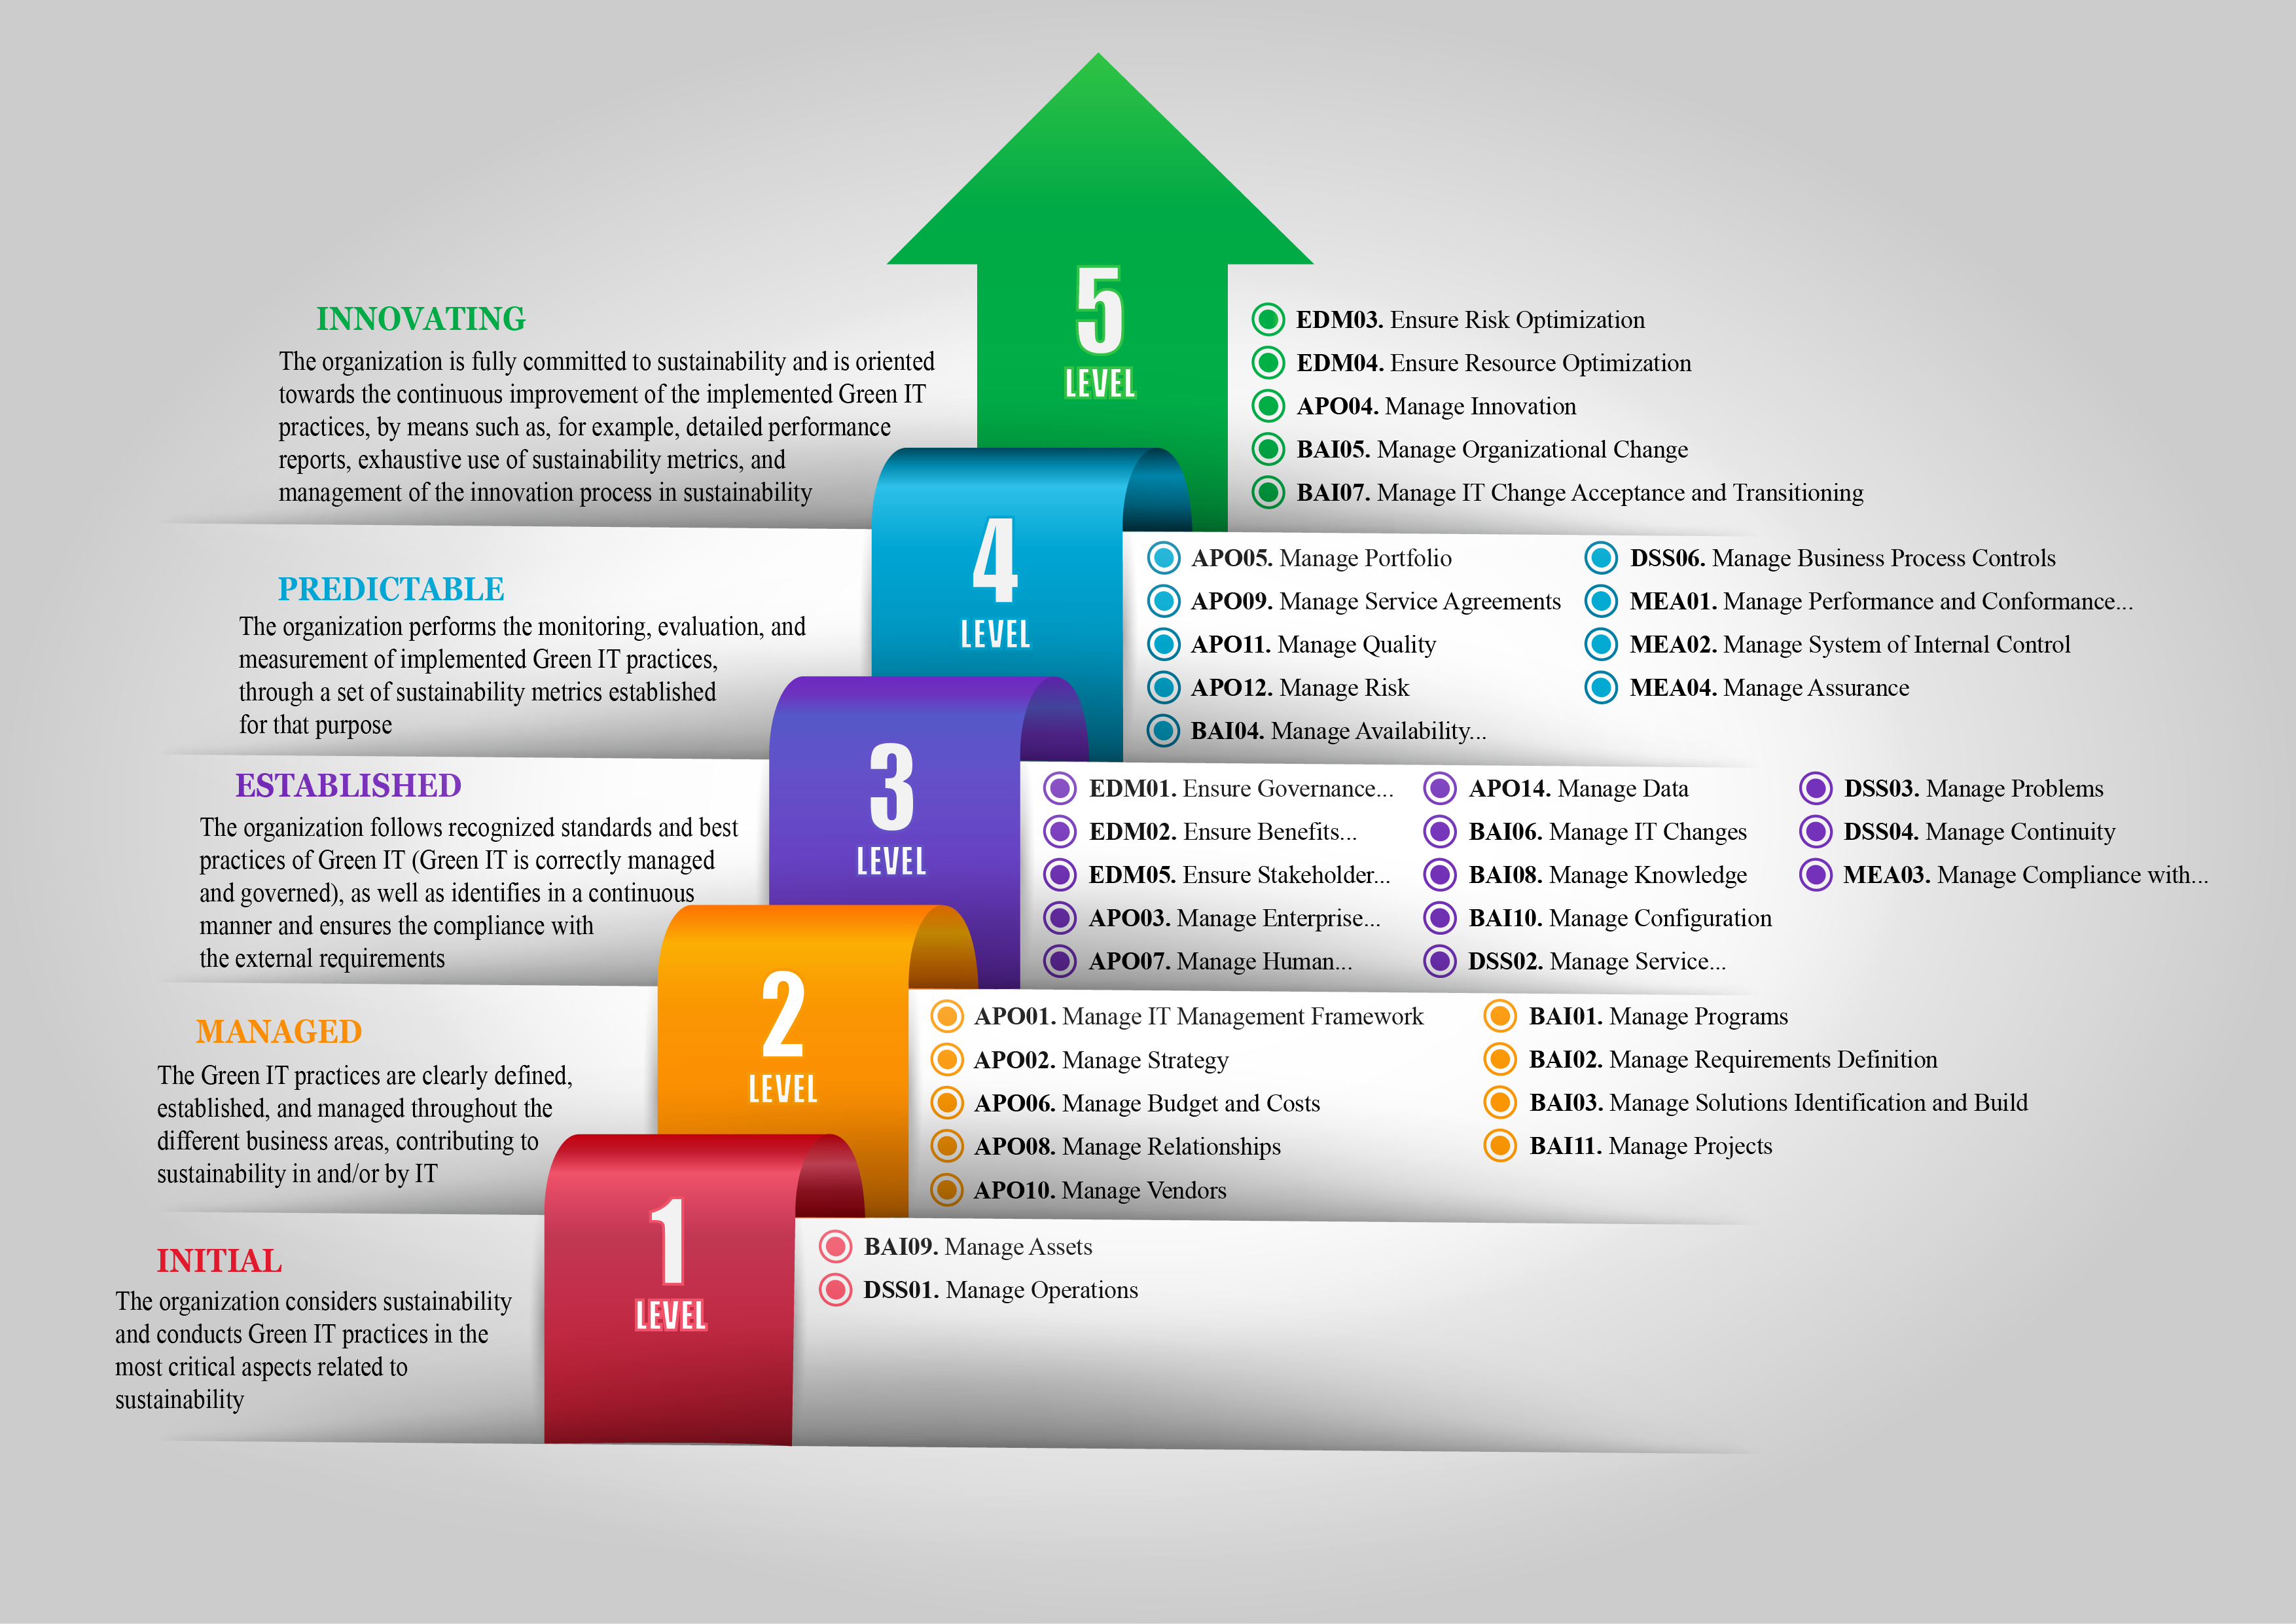 5
LEVEL
INNOVATING
The organization is fully committed to sustainability and is oriented
towards the continuous improvement of the implemented Green IT
practices, by means such as, for example, detailed performance
reports, exhaustive use of sustainability metrics, and
management of the innovation process in sustainability
EDM03. Ensure Risk Optimization
EDM04. Ensure Resource Optimization
APO04. Manage Innovation
BAI05. Manage Organizational Change
BAI07. Manage IT Change Acceptance and Transitioning
4
LEVEL
PREDICTABLE
The organization performs the monitoring, evaluation, and
measurement of implemented Green IT practices,
through a set of sustainability metrics established
for that purpose
APO05. Manage Portfolio
APO09. Manage Service Agreements
APO11. Manage Quality
APO12. Manage Risk
BAI04. Manage Availability...
DSS06. Manage Business Process Controls
MEA01. Manage Performance and Conformance...
MEA02. Manage System of Internal Control
MEA04. Manage Assurance
3
LEVEL
ESTABLISHED
The organization follows recognized standards and best
practices of Green IT (Green IT is correctly managed
and governed), as well as identifies in a continuous
manner and ensures the compliance with
the external requirements
EDM01. Ensure Governance...
EDM02. Ensure Benefits...
EDM05. Ensure Stakeholder...
APO03. Manage Enterprise...
APO07. Manage Human...
APO14. Manage Data
BAI06. Manage IT Changes
BAI08. Manage Knowledge
BAI10. Manage Configuration
DSS02. Manage Service...
DSS03. Manage Problems
DSS04. Manage Continuity
MEA03. Manage Compliance with...
2
LEVEL
MANAGED
The Green IT practices are clearly defined,
established, and managed throughout the
different business areas, contributing to
sustainability in and/or by IT
APO01. Manage IT Management Framework
APO02. Manage Strategy
APO06. Manage Budget and Costs
APO08. Manage Relationships
APO10. Manage Vendors
BAI01. Manage Programs
BAI02. Manage Requirements Definition
BAI03. Manage Solutions Identification and Build
BAI11. Manage Projects
1
LEVEL
INITIAL
The organization considers sustainability
and conducts Green IT practices in the
most critical aspects related to
sustainability
BAI09. Manage Assets
DSS01. Manage Operations